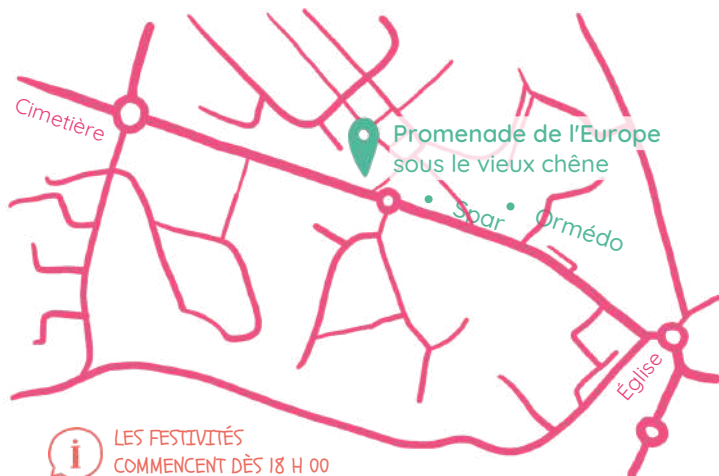 Cimetière
Promenade de l'Europe
sous le vieux chêne
Spar
Ormédo
Église
i
LES FESTIVITÉS
COMMENCENT DÈS 18 H 00